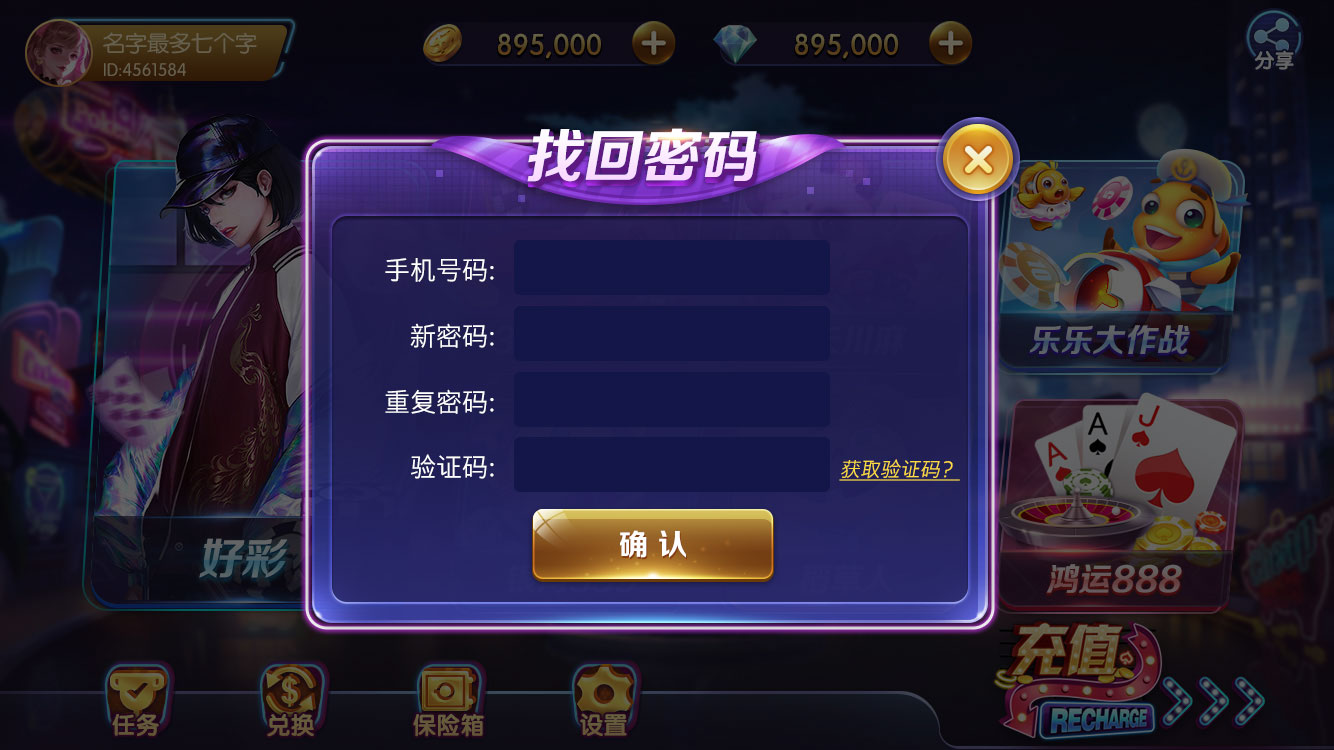 名字最多七个字
ID:4561584
895,000
895,000
分享
找回密码
手机号码:
新密码:
重复密码:
验证码:
获取验证码?
确认
好彩
乐乐大作战
A
A
J
鸿运888
充值
RECHARGE
任务
兑换
保险箱
设置